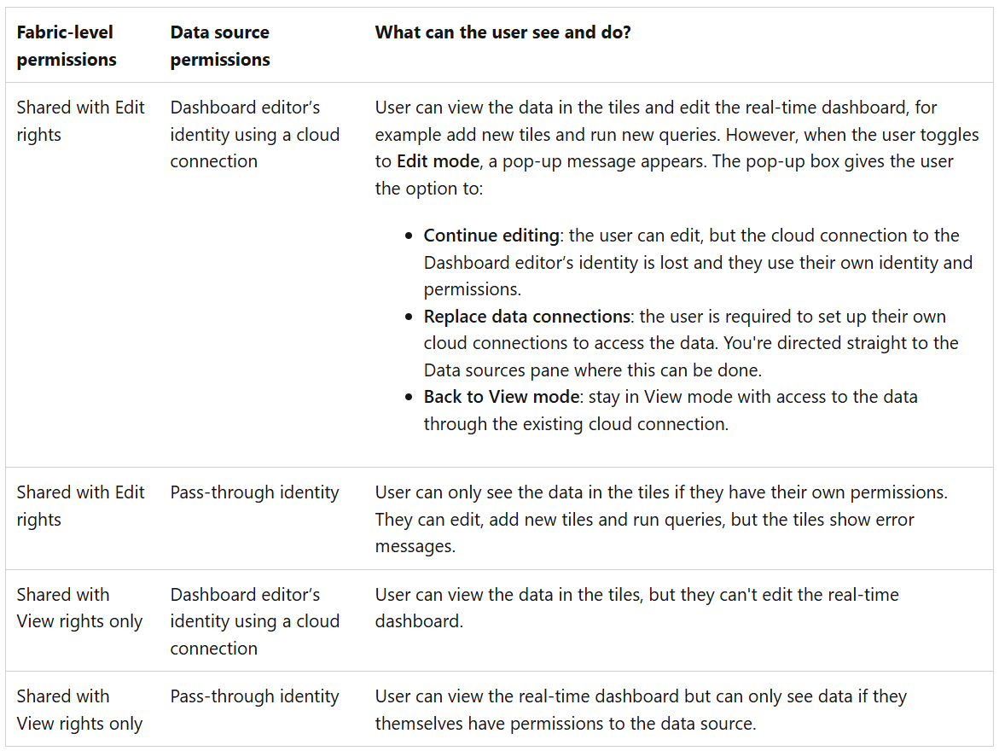 Fabric-level permissions
Data source permissions
What can the user see and do?
Shared with Edit rights
Dashboard editor’s identity using a cloud connection
User can view the data in the tiles and edit the real-time dashboard, for
example add new tiles and run new queries. However, when the user toggles
to Edit mode, a pop-up message appears. The pop-up box gives the user
the option to:
• Continue editing: the user can edit, but the cloud connection to the
Dashboard editor’s identity is lost and they use their own identity and
permissions.
• Replace data connections: the user is required to set up their own
cloud connections to access the data. You're directed straight to the
Data sources pane where this can be done.
• Back to View mode: stay in View mode with access to the data
through the existing cloud connection.
Shared with Edit rights
Pass-through identity
User can only see the data in the tiles if they have their own permissions.
They can edit, add new tiles and run queries, but the tiles show error
messages.
Shared with View rights only
Dashboard editor’s identity using a cloud connection
User can view the data in the tiles, but they can't edit the real-time
dashboard.
Shared with View rights only
Pass-through identity
User can view the real-time dashboard but can only see data if they
themselves have permissions to the data source.